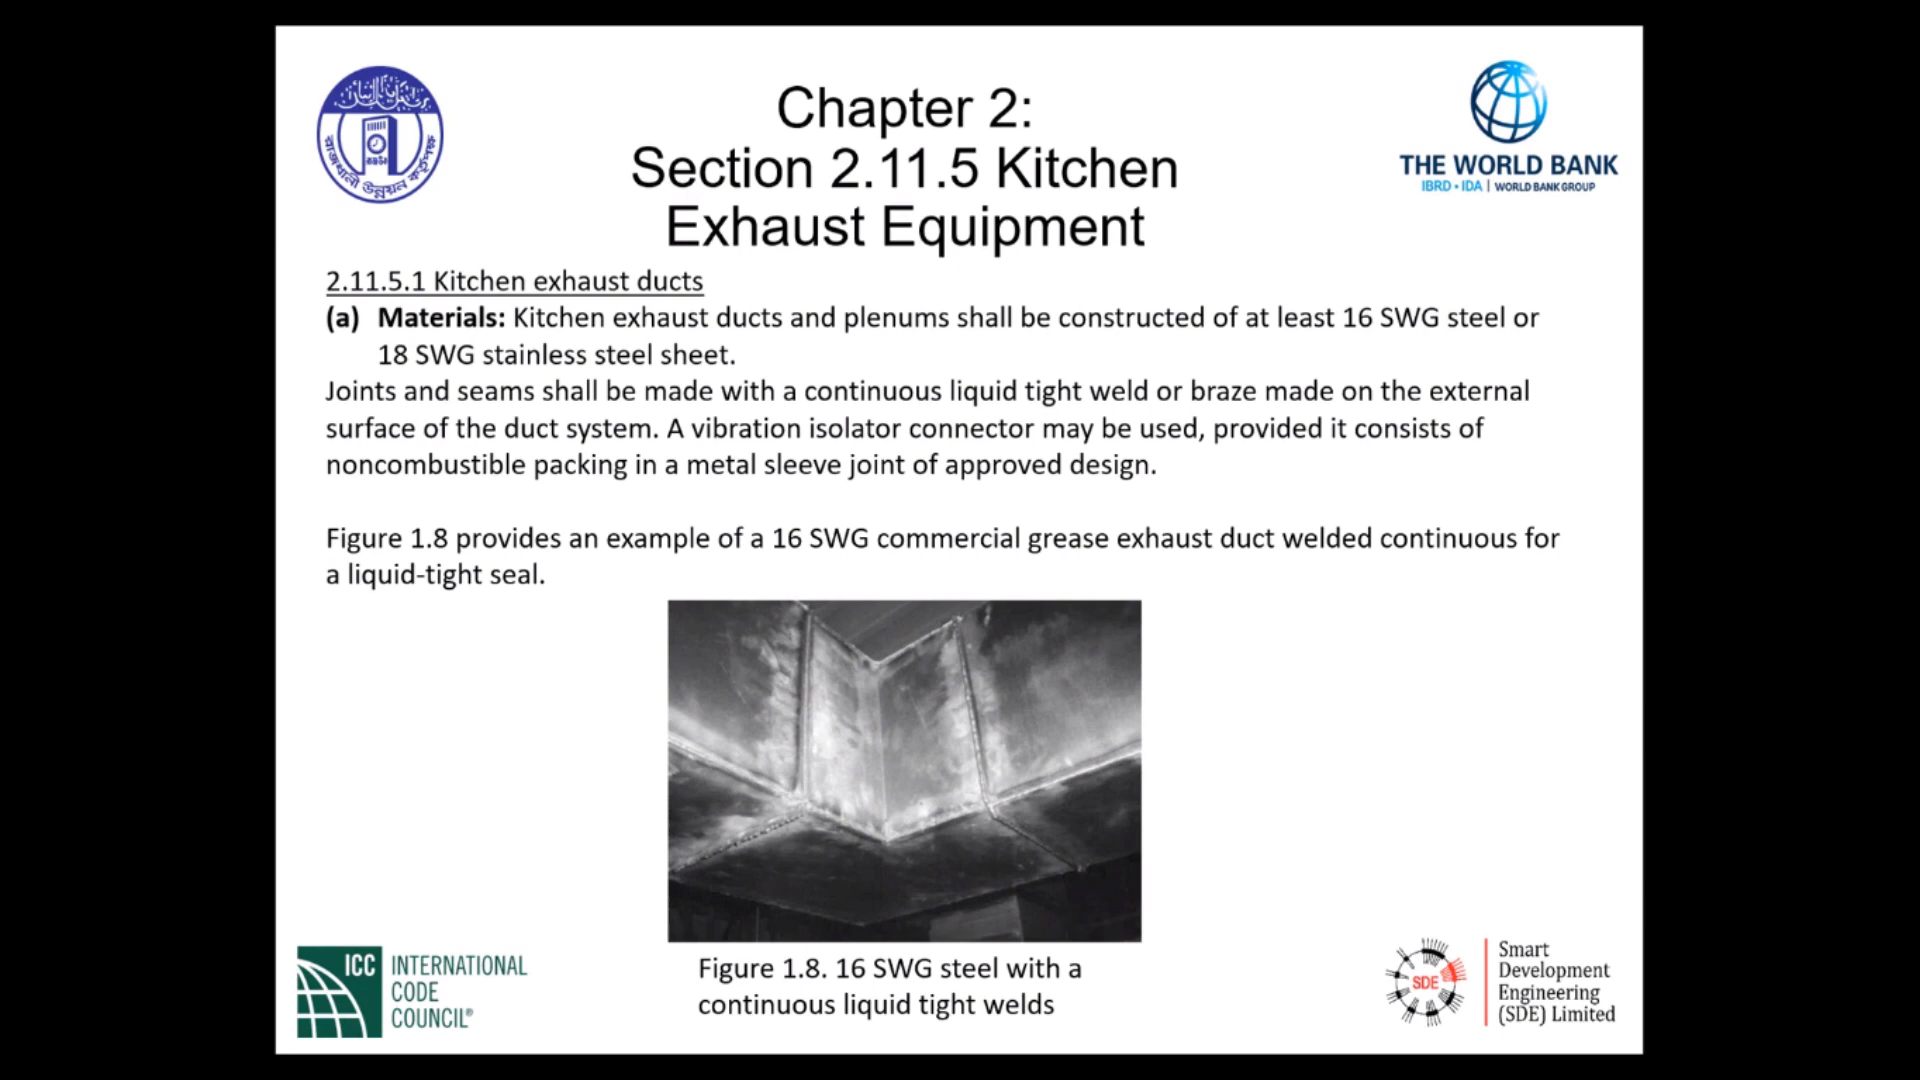 Chapter 2:
Section 2.11.5 Kitchen
Exhaust Equipment
রাজধানী উন্নয়ন কর্তৃপক্ষ
রাজউক
THE WORLD BANK
IBRD • IDA | WORLD BANK GROUP
2.11.5.1 Kitchen exhaust ducts
(a) Materials: Kitchen exhaust ducts and plenums shall be constructed of at least 16 SWG steel or
18 SWG stainless steel sheet.
Joints and seams shall be made with a continuous liquid tight weld or braze made on the external
surface of the duct system. A vibration isolator connector may be used, provided it consists of
noncombustible packing in a metal sleeve joint of approved design.
Figure 1.8 provides an example of a 16 SWG commercial grease exhaust duct welded continuous for
a liquid-tight seal.
Figure 1.8. 16 SWG steel with a
continuous liquid tight welds
ICC INTERNATIONAL
CODE
COUNCIL®
SDE
Smart
Development
Engineering
(SDE) Limited